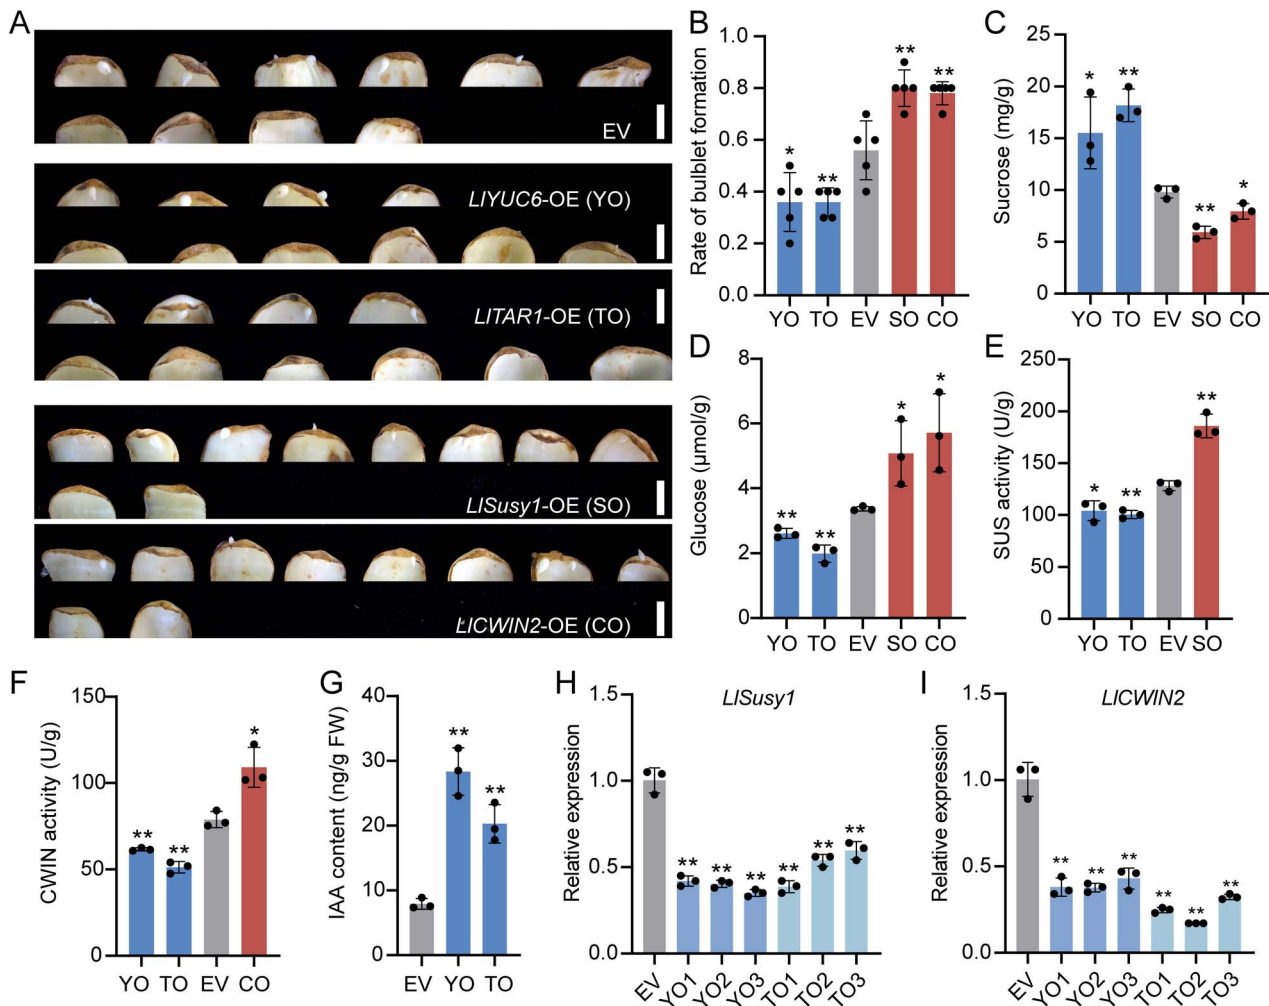 A
EV
LlYUC6-OE (YO)
LlTAR1-OE (TO)
LlSusy1-OE (SO)
LlCWIN2-OE (CO)
B
Rate of bulblet formation
1.0
0.8
0.6
0.4
0.2
0.0
*
**
**
**
YO TO EV SO CO
C
Sucrose (mg/g)
25
20
15
10
5
0
*
**
**
*
YO TO EV SO CO
D
Glucose (μmol/g)
8
6
4
2
0
**
**
*
*
YO TO EV SO CO
E
SUS activity (U/g)
250
200
150
100
50
0
*
**
**
YO TO EV SO
F
CWIN activity (U/g)
150
100
50
0
**
**
*
YO TO EV CO
G
IAA content (ng/g FW)
40
30
20
10
0
**
**
EV YO TO
H
LlSusy1
Relative expression
1.5
1.0
0.5
0.0
**
**
**
**
**
**
EV YO1 YO2 YO3 TO1 TO2 TO3
I
LlCWIN2
Relative expression
1.5
1.0
0.5
0.0
**
**
**
**
**
**
EV YO1 YO2 YO3 TO1 TO2 TO3